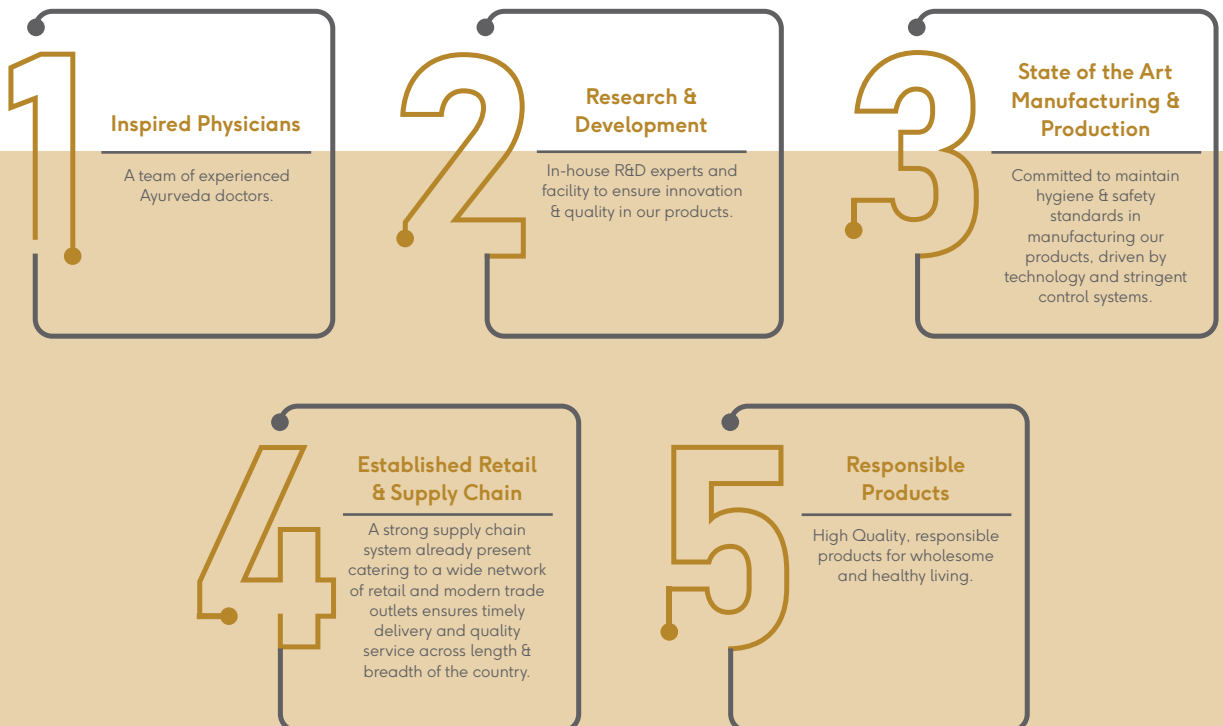 1
Inspired Physicians
A team of experienced
Ayurveda doctors.
2
Research &
Development
In-house R&D experts and
facility to ensure innovation
& quality in our products.
3
State of the Art
Manufacturing &
Production
Committed to maintain
hygiene & safety
standards in
manufacturing our
products, driven by
technology and stringent
control systems.
4
Established Retail
& Supply Chain
A strong supply chain
system already present
catering to a wide network
of retail and modern trade
outlets ensures timely
delivery and quality
service across length &
breadth of the country.
5
Responsible
Products
High Quality, responsible
products for wholesome
and healthy living.